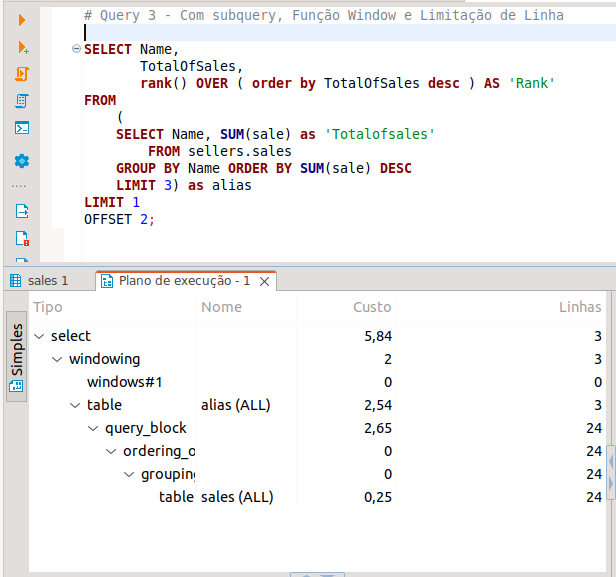 # Query 3 - Com subquery, Função Window e Limitação de Linha
SELECT Name,
TotalOfSales,
rank() OVER ( order by TotalOfSales desc ) AS 'Rank'
FROM
(
SELECT Name, SUM(sale) as 'Totalofsales'
FROM sellers.sales
GROUP BY Name ORDER BY SUM(sale) DESC
LIMIT 3) as alias
LIMIT 1
OFFSET 2;
sales 1 Plano de execução - 1
Simples
Tipo Nome Custo Linhas
select 5,84 3
windowing 2 3
windows#1 0 0
table alias (ALL) 2,54 3
query_block 2,65 24
ordering_o 0 24
grouping 0 24
table sales (ALL) 0,25 24